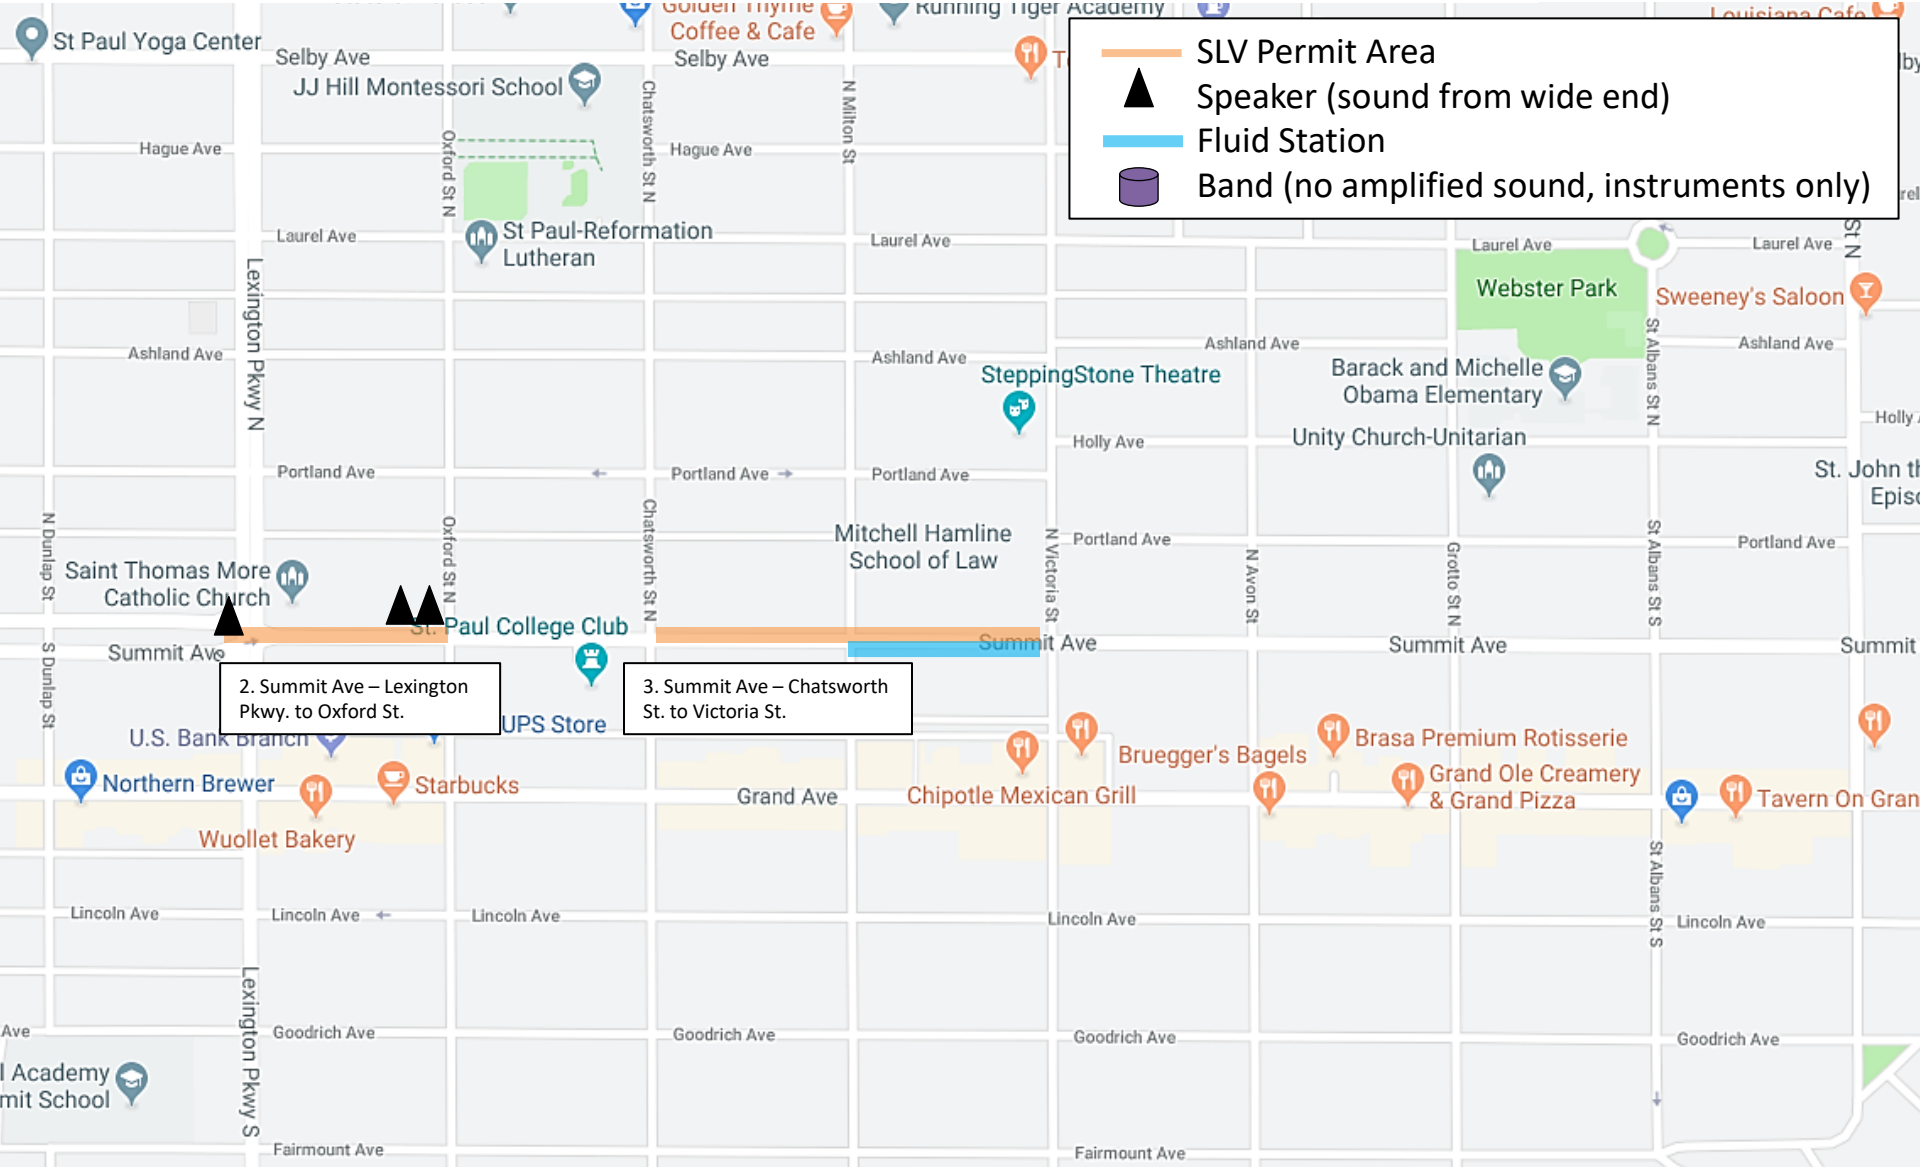 Golden Thyme
Coffee & Cafe
Running Tiger Academy
Louisiana Cafe
St Paul Yoga Center
Selby Ave
Selby Ave
JJ Hill Montessori School
SLV Permit Area
Speaker (sound from wide end)
Fluid Station
Band (no amplified sound, instruments only)
Hague Ave
Hague Ave
Oxford St N
Chatsworth St N
N Milton St
Laurel Ave
St Paul-Reformation
Lutheran
Laurel Ave
Laurel Ave
Laurel Ave
St N
Lexington Pkwy N
Webster Park
Sweeney's Saloon
Ashland Ave
Ashland Ave
Ashland Ave
Ashland Ave
St Albans St N
SteppingStone Theatre
Barack and Michelle
Obama Elementary
Holly Ave
Holly
Unity Church-Unitarian
Portland Ave
Portland Ave
Portland Ave
St. John th
Episc
N Dunlap St
Oxford St N
Chatsworth St N
Mitchell Hamline
School of Law
N Victoria St
Portland Ave
N Avon St
Grotto St N
St Albans St S
Portland Ave
Saint Thomas More
Catholic Church
St. Paul College Club
Summit Ave
Summit Ave
Summit Ave
Summit
S Dunlap St
2. Summit Ave – Lexington
Pkwy. to Oxford St.
3. Summit Ave – Chatsworth
St. to Victoria St.
UPS Store
U.S. Bank Branch
Northern Brewer
Starbucks
Wuollet Bakery
Grand Ave
Chipotle Mexican Grill
Bruegger's Bagels
Brasa Premium Rotisserie
Grand Ole Creamery
& Grand Pizza
Tavern On Gran
St Albans St S
Lincoln Ave
Lincoln Ave
Lincoln Ave
Lincoln Ave
Lincoln Ave
Lexington Pkwy S
Ave
Goodrich Ave
Goodrich Ave
Goodrich Ave
Goodrich Ave
l Academy
mit School
Fairmount Ave
Fairmount Ave